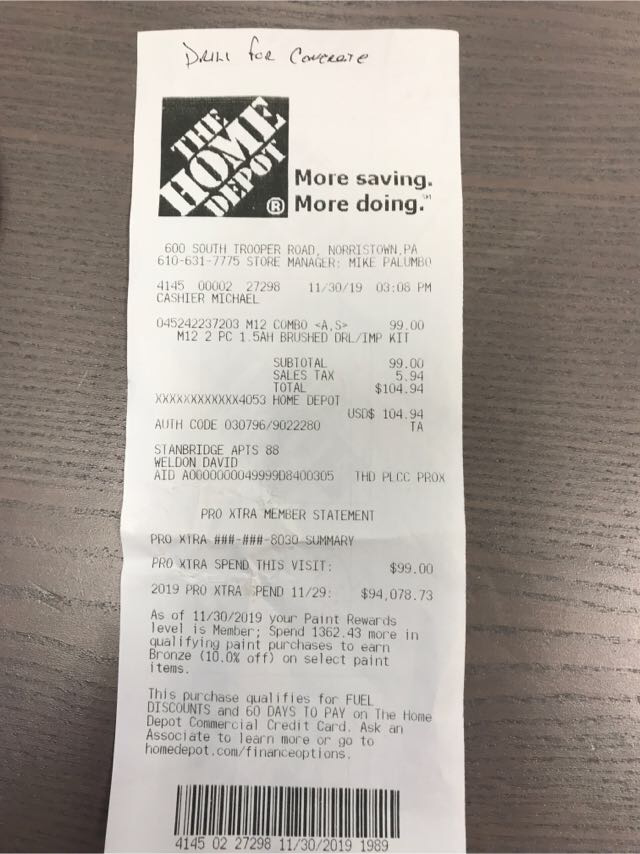 Drill for Concrete
THE
HOME
DEPOT
®
More saving.
More doing.℠
600 SOUTH TROOPER ROAD, NORRISTOWN,PA
610-631-7775 STORE MANAGER: MIKE PALUMBO
4145 00002 27298 11/30/19 03:08 PM
CASHIER MICHAEL
045242237203 M12 COMBO <A,S> 99.00
M12 2 PC 1.5AH BRUSHED DRL/IMP KIT
SUBTOTAL 99.00
SALES TAX 5.94
TOTAL $104.94
XXXXXXXXXXXX4053 HOME DEPOT
USD$ 104.94
AUTH CODE 030796/9022280 TA
STANBRIDGE APTS 88
WELDON DAVID
AID A0000000049999D8400305 THD PLCC PROX
PRO XTRA MEMBER STATEMENT
PRO XTRA ###-###-8030 SUMMARY
PRO XTRA SPEND THIS VISIT: $99.00
2019 PRO XTRA SPEND 11/29: $94,078.73
As of 11/30/2019 your Paint Rewards
level is Member; Spend 1362.43 more in
qualifying paint purchases to earn
Bronze (10.0% off) on select paint
items.
This purchase qualifies for FUEL
DISCOUNTS and 60 DAYS TO PAY on The Home
Depot Commercial Credit Card. Ask an
Associate to learn more or go to
homedepot.com/financeoptions.
4145 02 27298 11/30/2019 1989